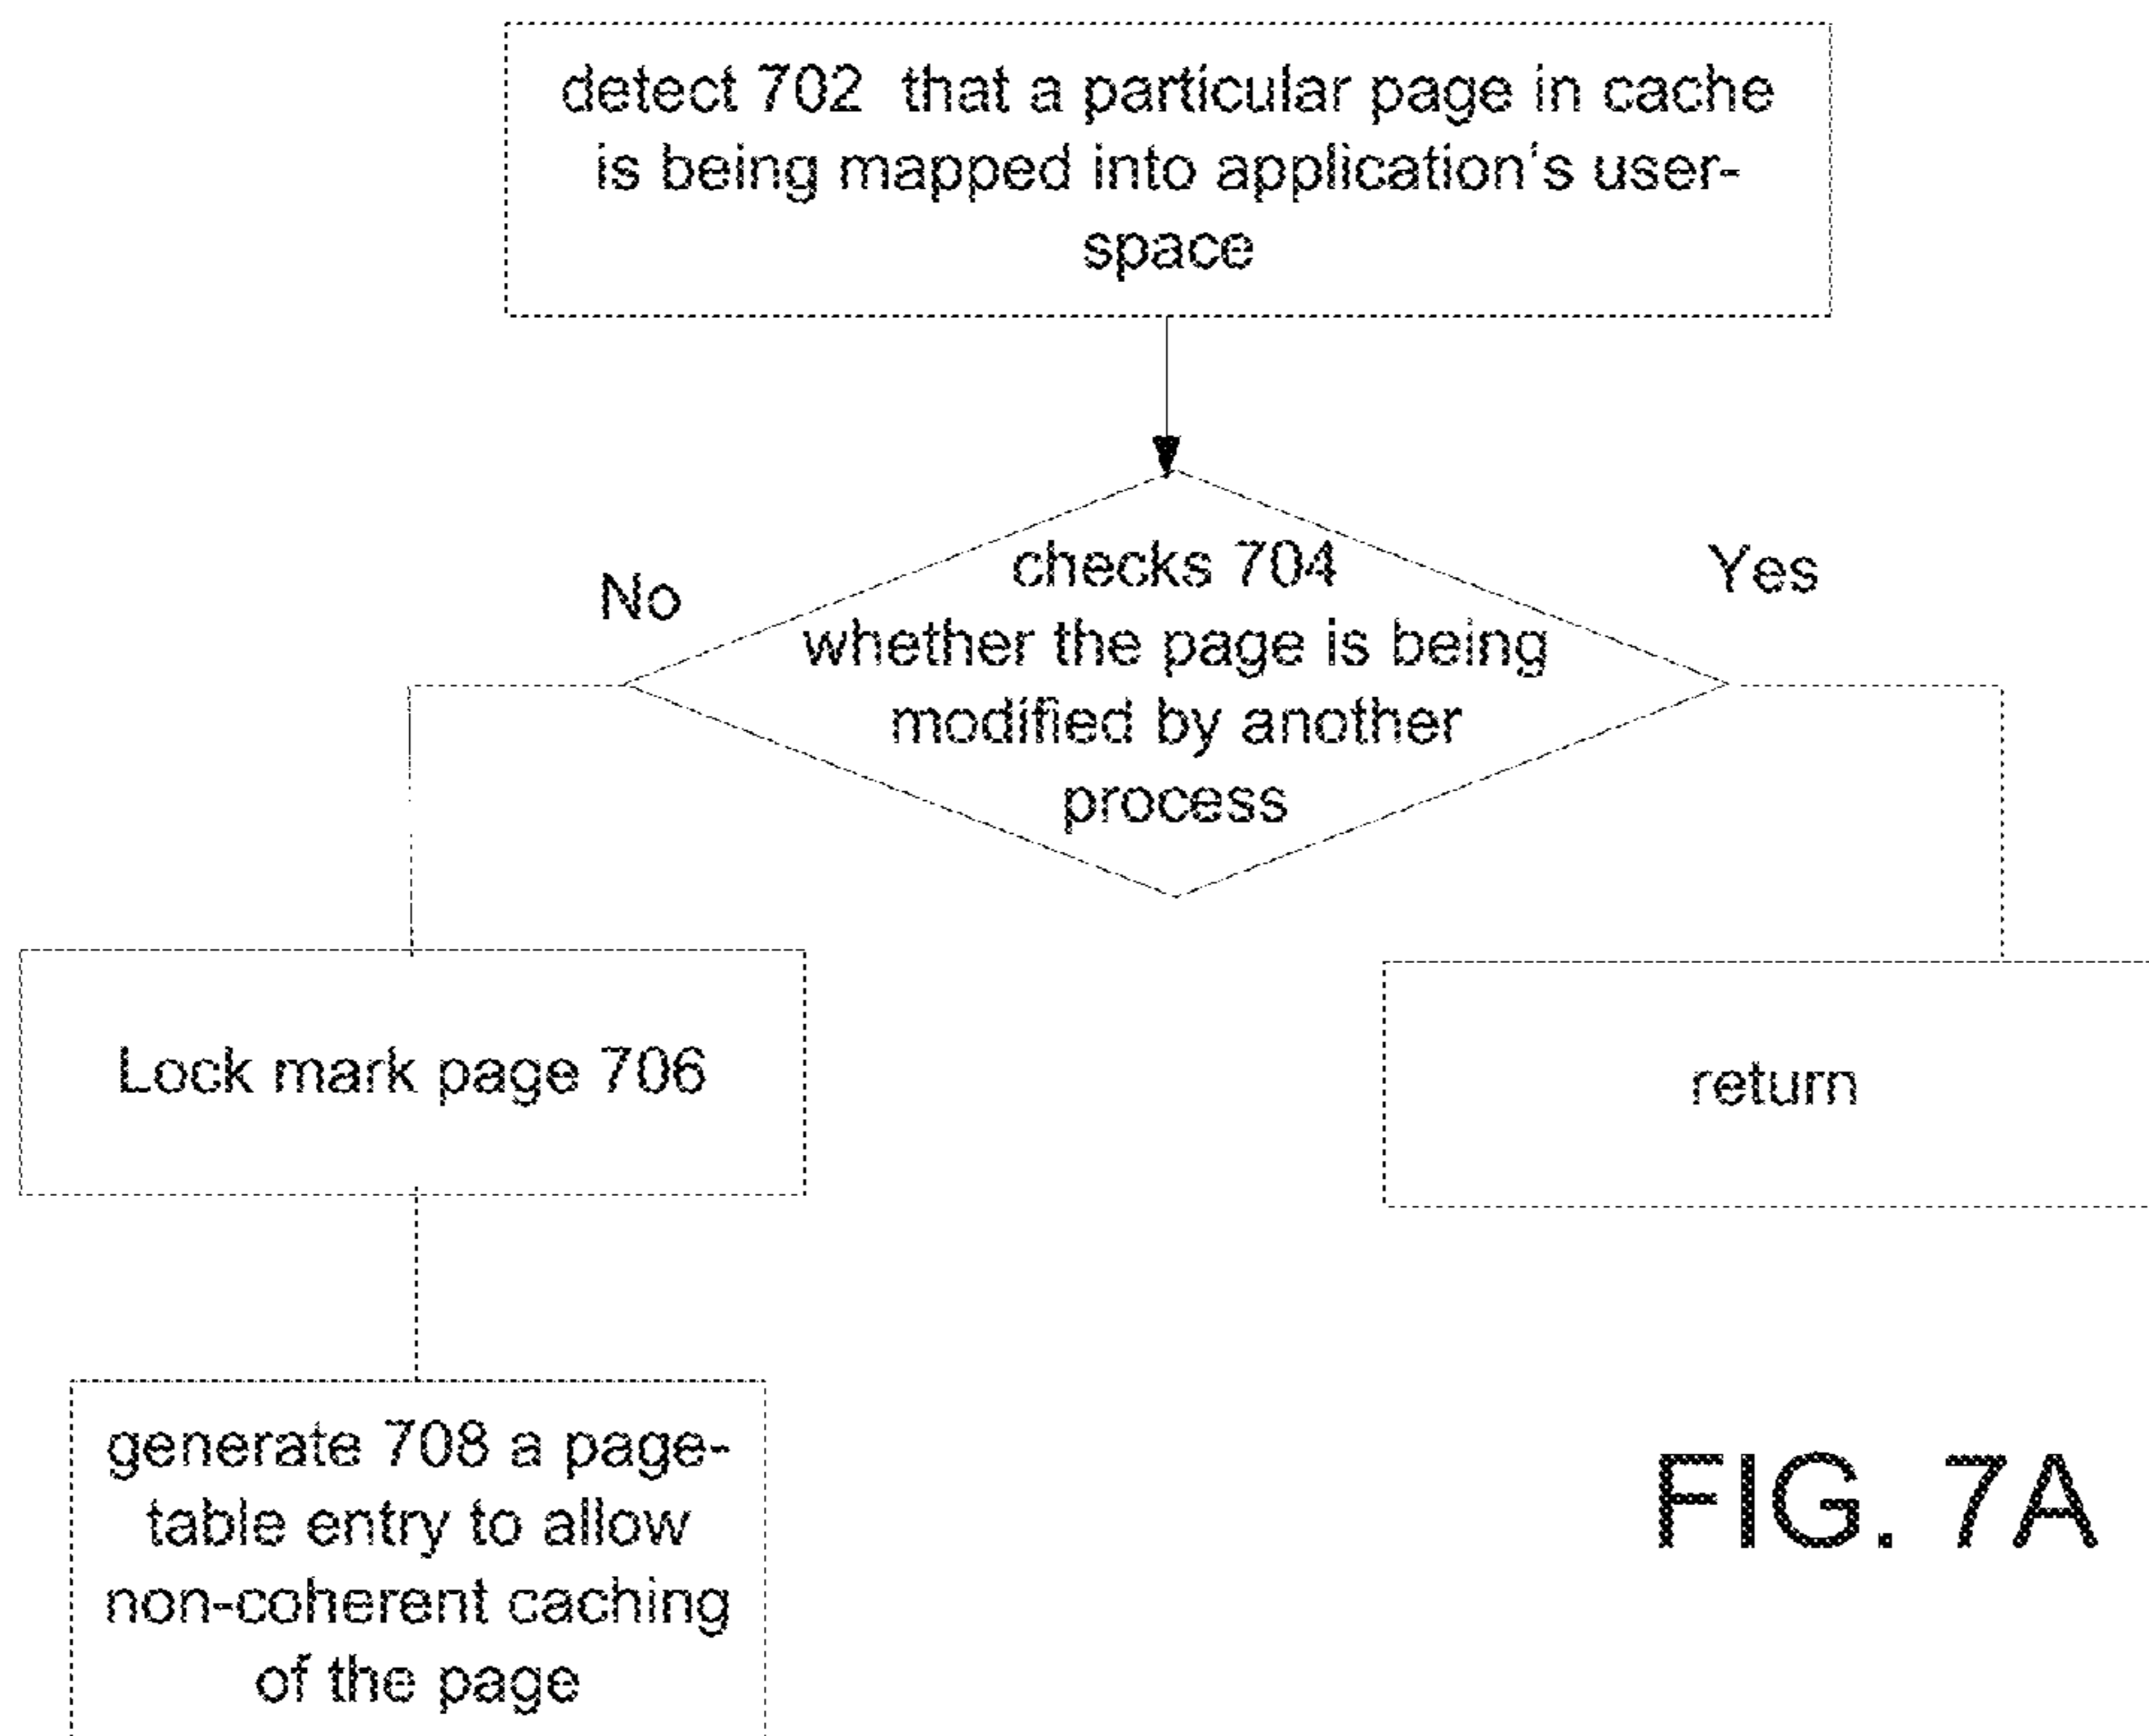 detect 702 that a particular page in cache
is being mapped into application's user-
space
No
Yes
checks 704
whether the page is being
modified by another
process
Lock mark page 706
return
generate 708 a page-
table entry to allow
non-coherent caching
of the page
FIG. 7A